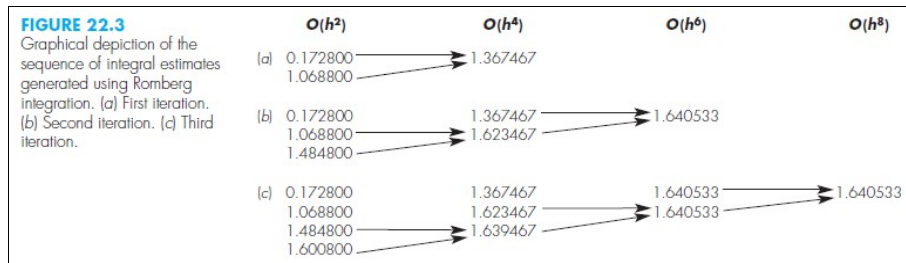 FIGURE 22.3
Graphical depiction of the
sequence of integral estimates
generated using Romberg
integration. (a) First iteration.
(b) Second iteration. (c) Third
iteration.
O(h²) O(h⁴) O(h⁶) O(h⁸)
(a) 0.172800 1.367467
1.068800
(b) 0.172800 1.367467 1.640533
1.068800 1.623467
1.484800
(c) 0.172800 1.367467 1.640533 1.640533
1.068800 1.623467 1.640533
1.484800 1.639467
1.600800